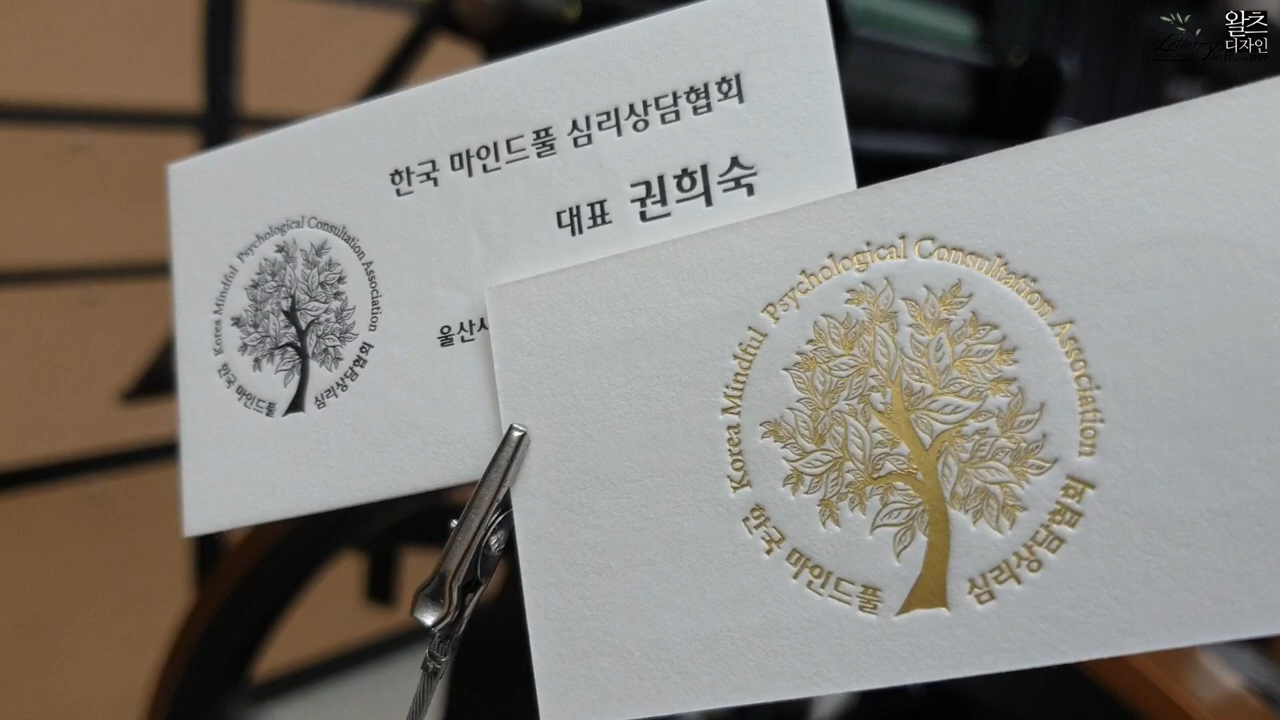 왈츠
디자인
한국 마인드풀 심리상담협회
대표 권희숙
울산시
Korea Mindful Psychological Consultation Association
한국 마인드풀 심리상담협회
Korea Mindful Psychological Consultation Association
한국 마인드풀 심리상담협회